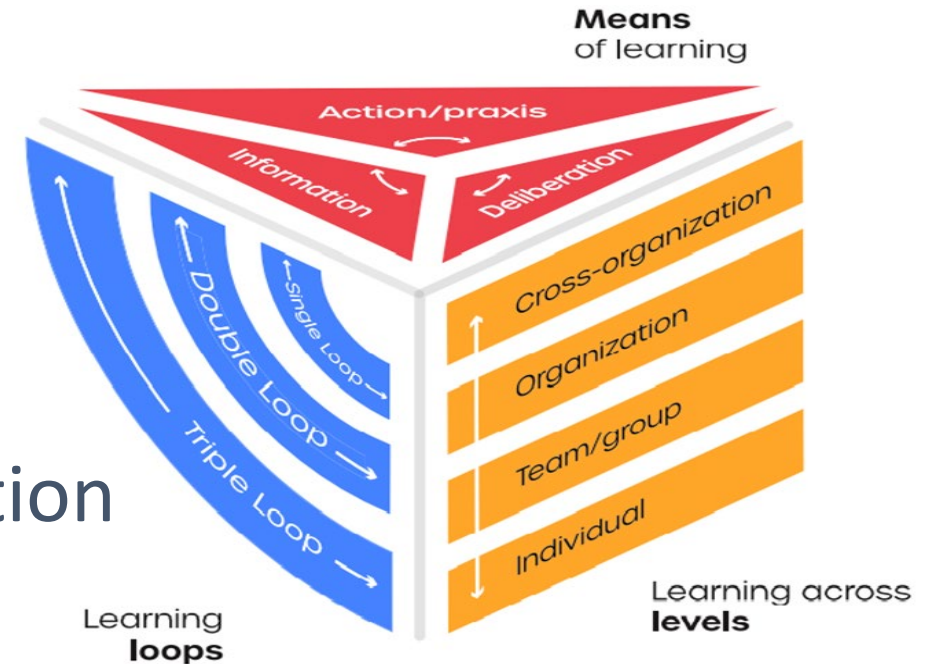 Means
of learning
Action/praxis
Information
Deliberation
Single Loop
Double Loop
Triple Loop
Cross-organization
Organization
Team/group
Individual
tion
Learning
loops
Learning across
levels